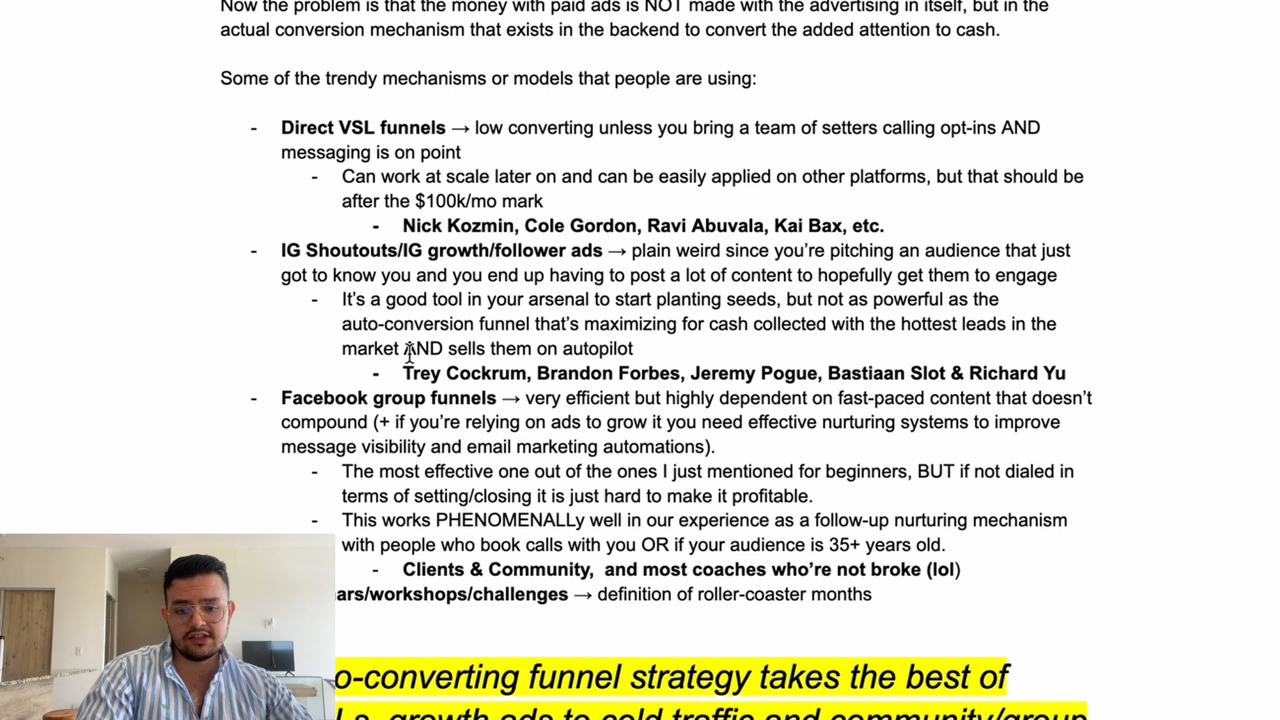 Now the problem is that the money with paid ads is NOT made with the advertising in itself, but in the
actual conversion mechanism that exists in the backend to convert the added attention to cash.
Some of the trendy mechanisms or models that people are using:
- Direct VSL funnels → low converting unless you bring a team of setters calling opt-ins AND
messaging is on point
- Can work at scale later on and can be easily applied on other platforms, but that should be
after the $100k/mo mark
- Nick Kozmin, Cole Gordon, Ravi Abuvala, Kai Bax, etc.
- IG Shoutouts/IG growth/follower ads → plain weird since you're pitching an audience that just
got to know you and you end up having to post a lot of content to hopefully get them to engage
- It's a good tool in your arsenal to start planting seeds, but not as powerful as the
auto-conversion funnel that's maximizing for cash collected with the hottest leads in the
market AND sells them on autopilot
- Trey Cockrum, Brandon Forbes, Jeremy Pogue, Bastiaan Slot & Richard Yu
- Facebook group funnels → very efficient but highly dependent on fast-paced content that doesn't
compound (+ if you're relying on ads to grow it you need effective nurturing systems to improve
message visibility and email marketing automations).
- The most effective one out of the ones I just mentioned for beginners, BUT if not dialed in
terms of setting/closing it is just hard to make it profitable.
- This works PHENOMENALLy well in our experience as a follow-up nurturing mechanism
with people who book calls with you OR if your audience is 35+ years old.
- Clients & Community, and most coaches who're not broke (lol)
ars/workshops/challenges → definition of roller-coaster months
o-converting funnel strategy takes the best of
growth ads to cold traffic and community/group